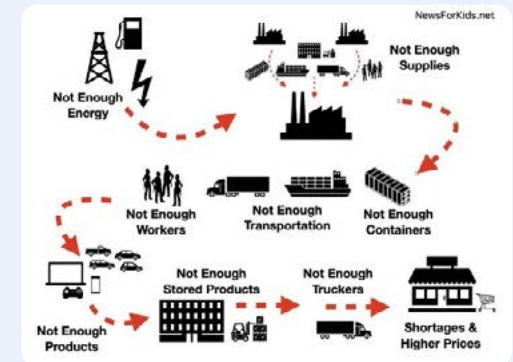 NewsForKids.net
Not Enough
Energy
Not Enough
Supplies
Not Enough
Workers
Not Enough
Transportation
Not Enough
Containers
Not Enough
Products
Not Enough
Stored Products
Not Enough
Truckers
Shortages &
Higher Prices